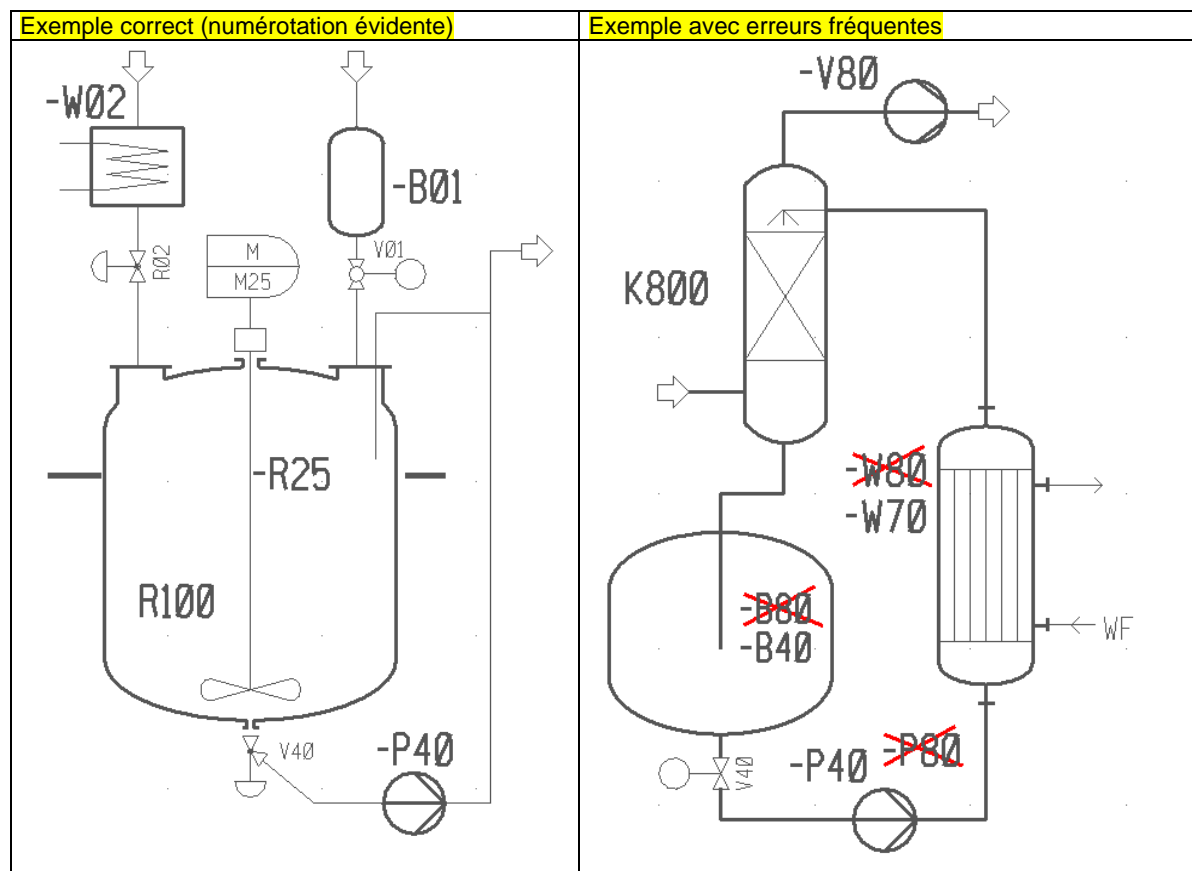 Exemple correct (numérotation évidente)
-W02
-B01
R02
V01
M
M25
-R25
R100
V40
-P40
Exemple avec erreurs fréquentes
-V80
K800
-W80
-W70
-B80
-B40
WF
V40
-P40
-P80